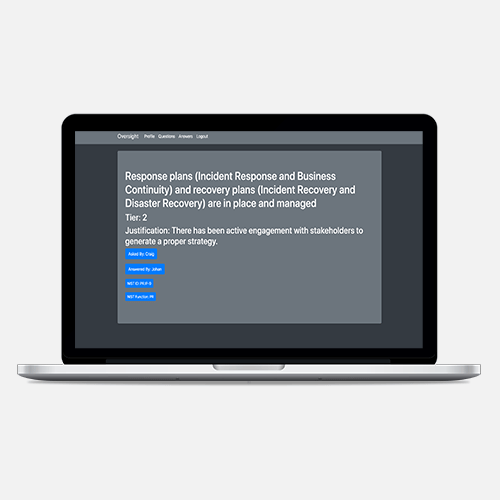 Oversight Profile Questions Answers Logout
Response plans (Incident Response and Business
Continuity) and recovery plans (Incident Recovery and
Disaster Recovery) are in place and managed
Tier: 2
Justification: There has been active engagement with stakeholders to
generate a proper strategy.
Asked By: Craig
Answered By: Johan
NIST ID: PR.IP-9
NIST Function: PR